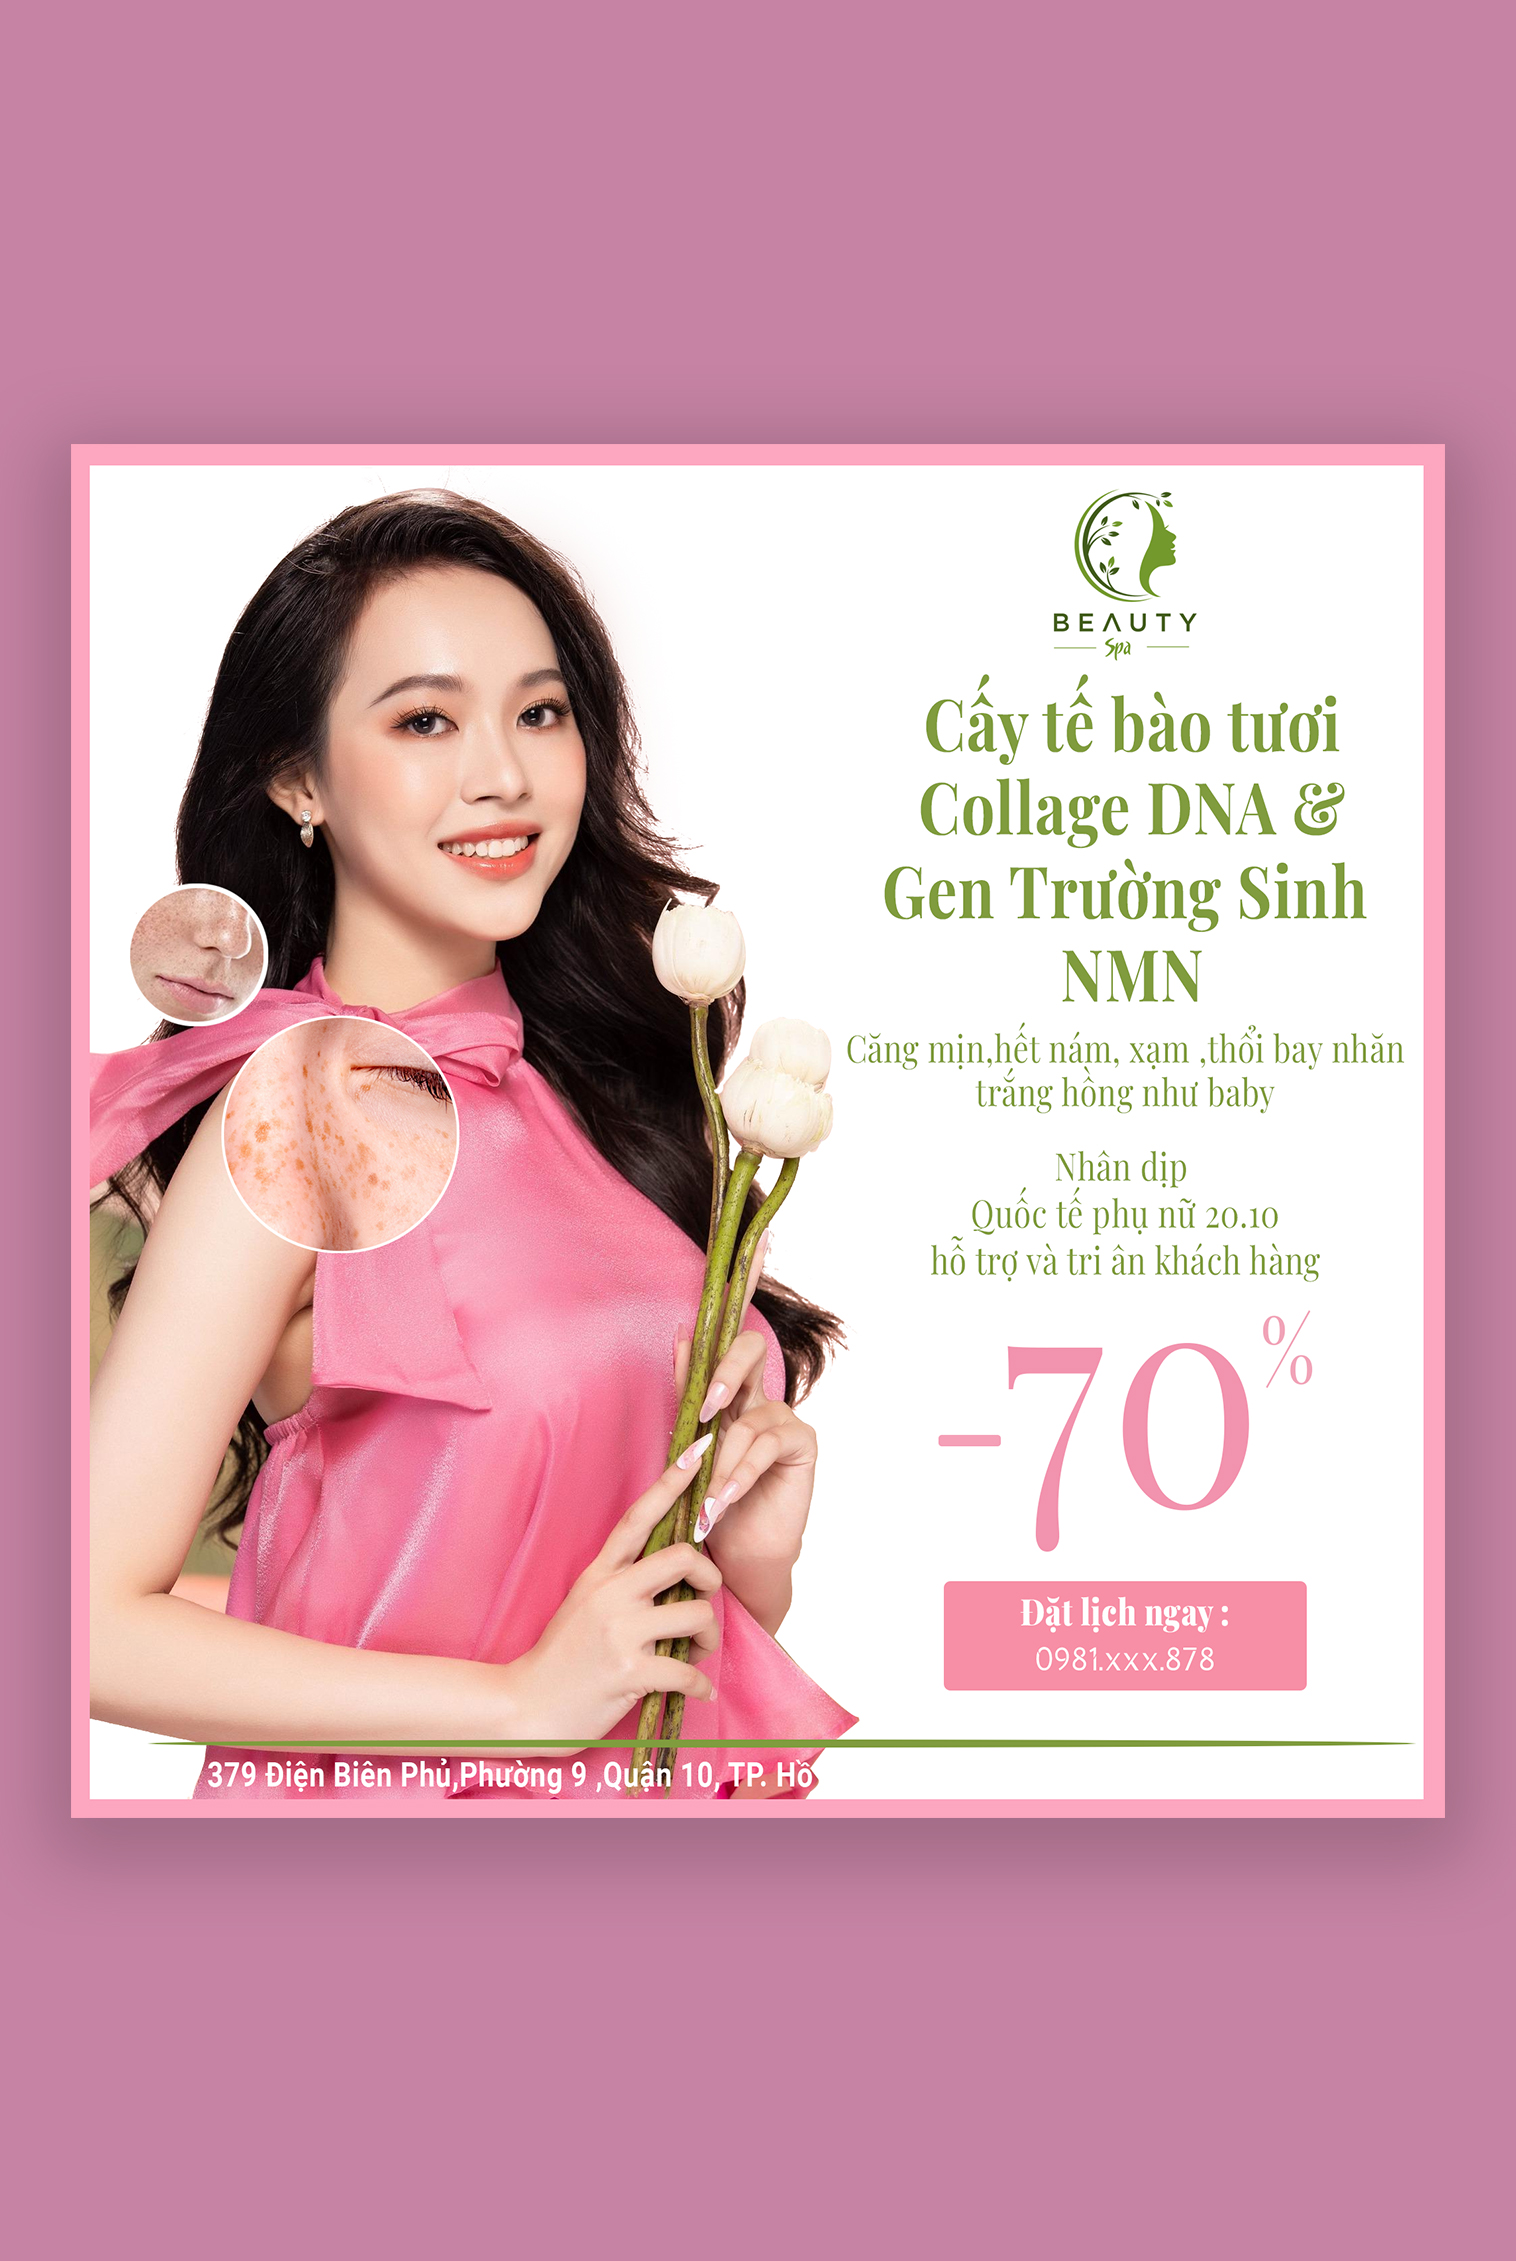 BEAUTY
Spa
Cấy tế bào tươi
Collage DNA &
Gen Trường Sinh
NMN
Căng mịn,hết nám, xạm ,thổi bay nhăn
trắng hồng như baby
Nhân dịp
Quốc tế phụ nữ 20.10
hỗ trợ và tri ân khách hàng
-70%
Đặt lịch ngay :
0981.xxx.878
379 Điện Biên Phủ,Phường 9 ,Quận 10, TP. Hồ